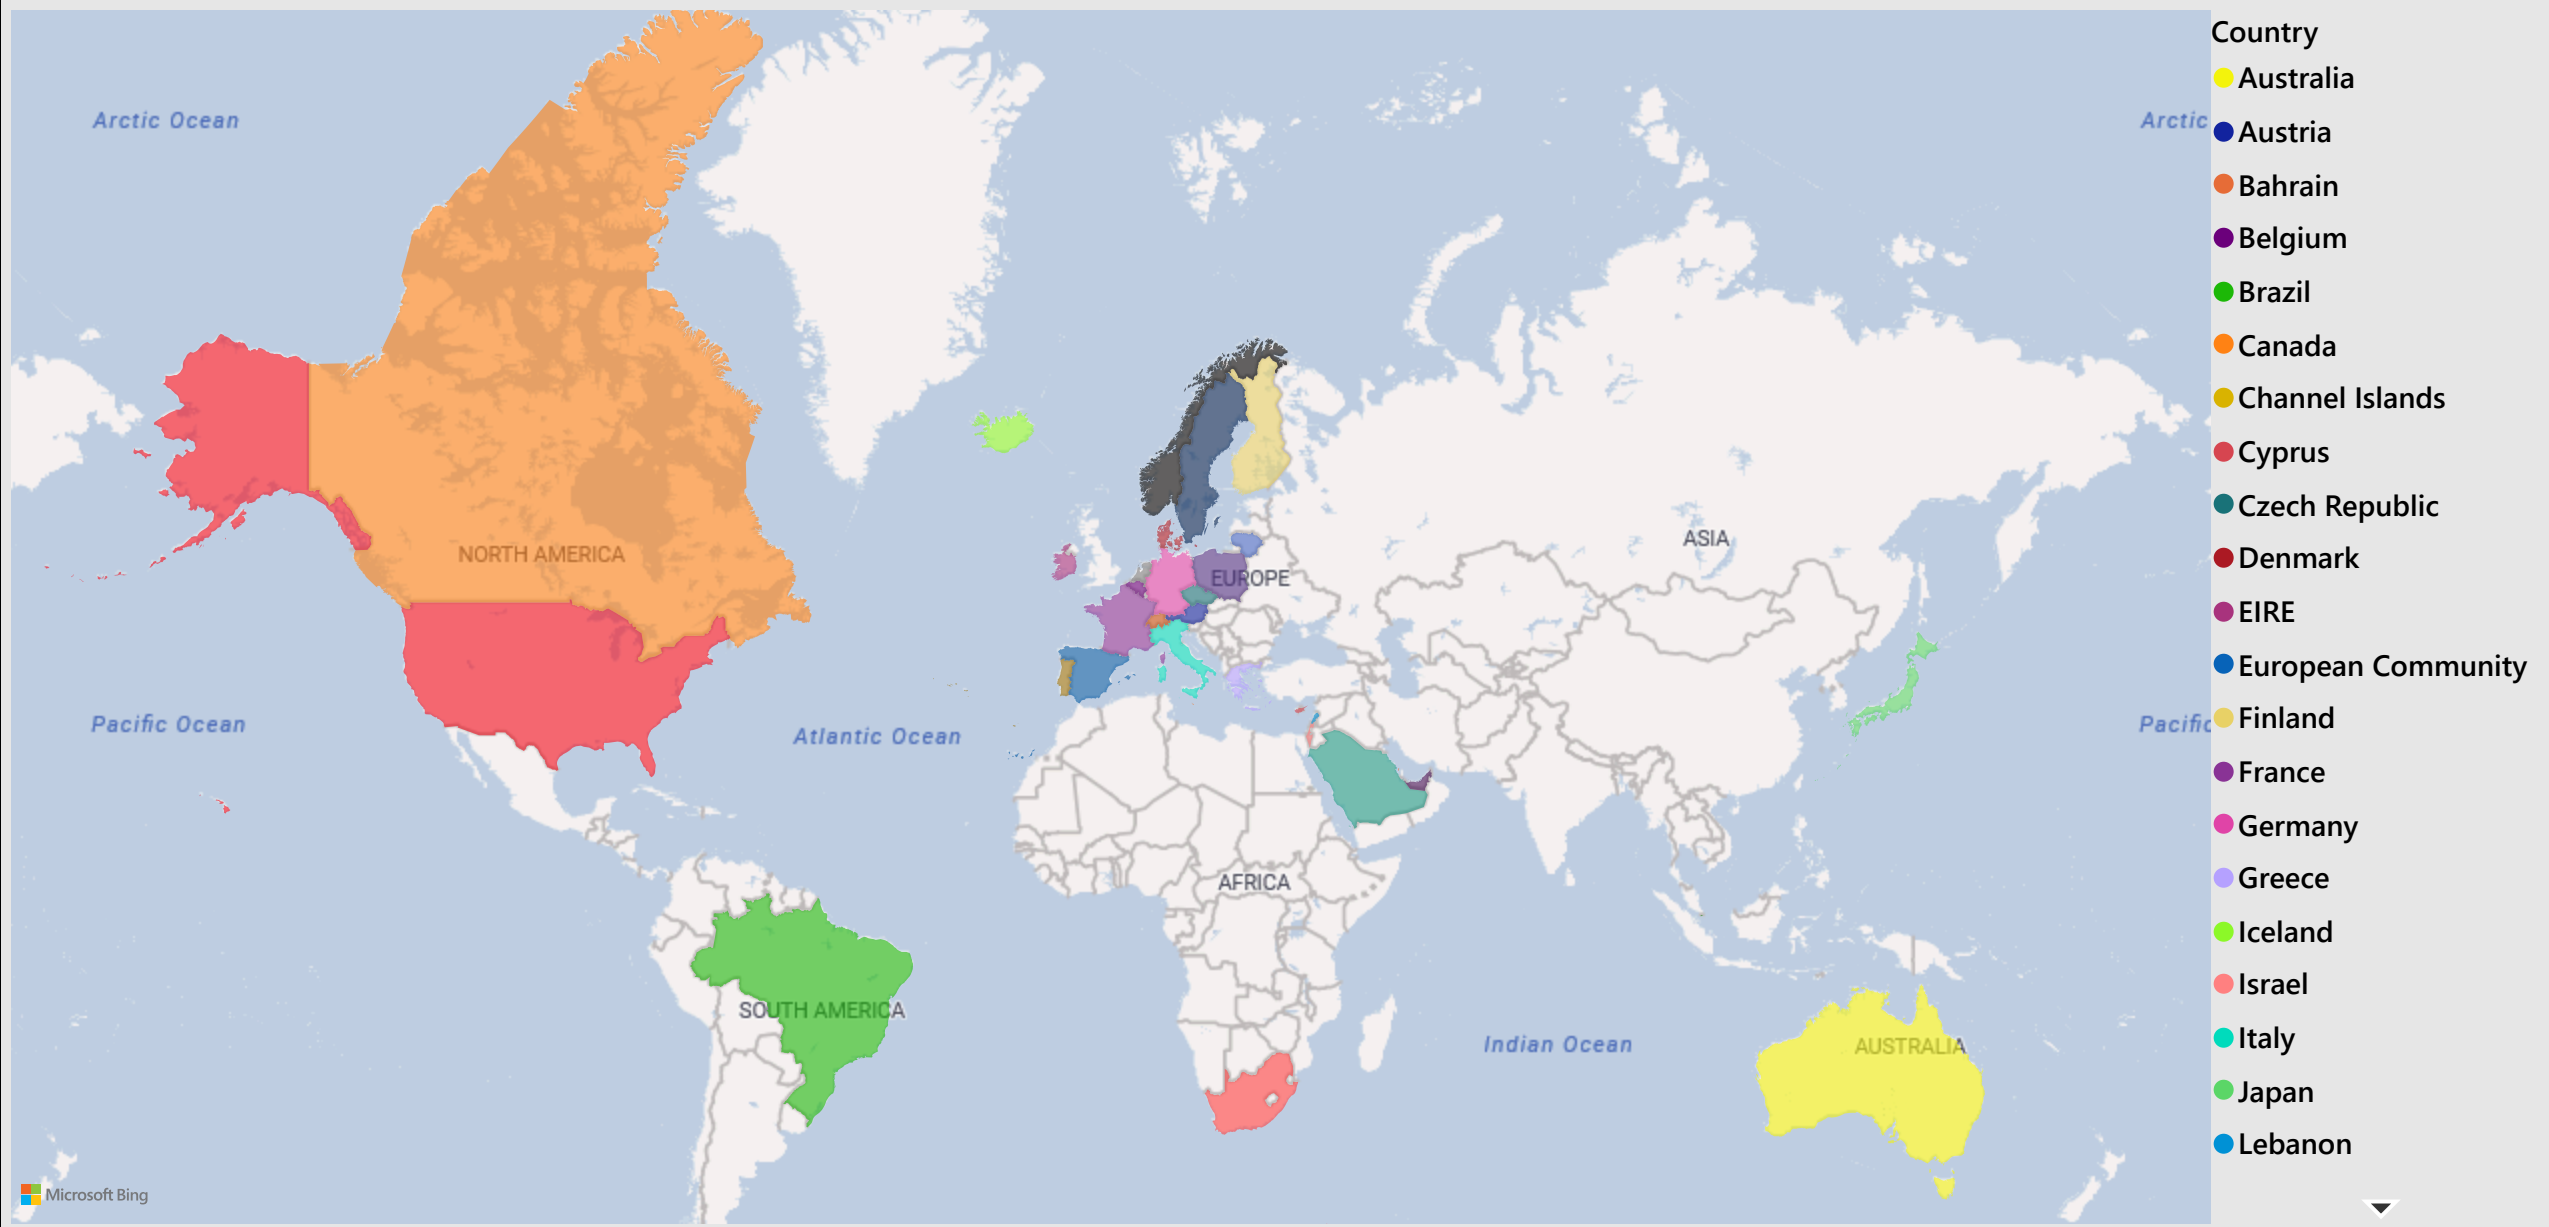 Arctic Ocean
Arctic
NORTH AMERICA
ASIA
EUROPE
Pacific Ocean
Atlantic Ocean
Pacific
AFRICA
SOUTH AMERICA
Indian Ocean
AUSTRALIA
Microsoft Bing
Country
Australia
Austria
Bahrain
Belgium
Brazil
Canada
Channel Islands
Cyprus
Czech Republic
Denmark
EIRE
European Community
Finland
France
Germany
Greece
Iceland
Israel
Italy
Japan
Lebanon